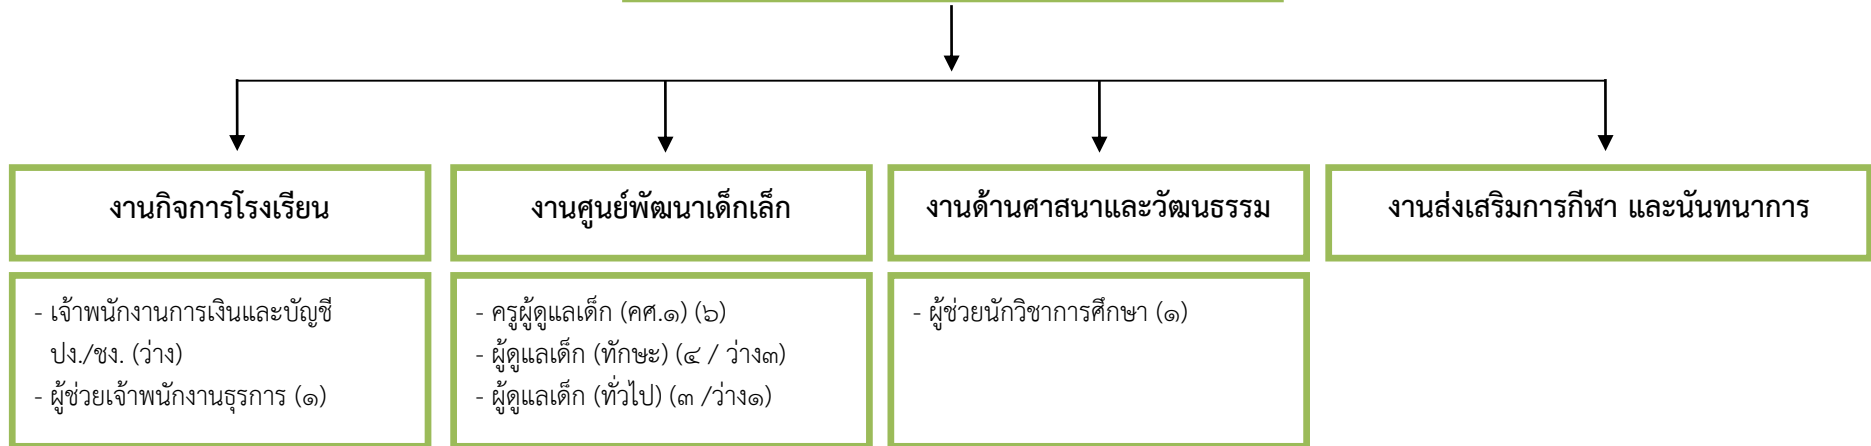 งานกิจการโรงเรียน
งานศูนย์พัฒนาเด็กเล็ก
งานด้านศาสนาและวัฒนธรรม
งานส่งเสริมการกีฬา และนันทนาการ
- เจ้าพนักงานการเงินและบัญชี
ปง./ชง. (ว่าง)
- ผู้ช่วยเจ้าพนักงานธุรการ (๑)
- ครูผู้ดูแลเด็ก (คศ.๑) (๖)
- ผู้ดูแลเด็ก (ทักษะ) (๔ / ว่าง๓)
- ผู้ดูแลเด็ก (ทั่วไป) (๓ /ว่าง๑)
- ผู้ช่วยนักวิชาการศึกษา (๑)